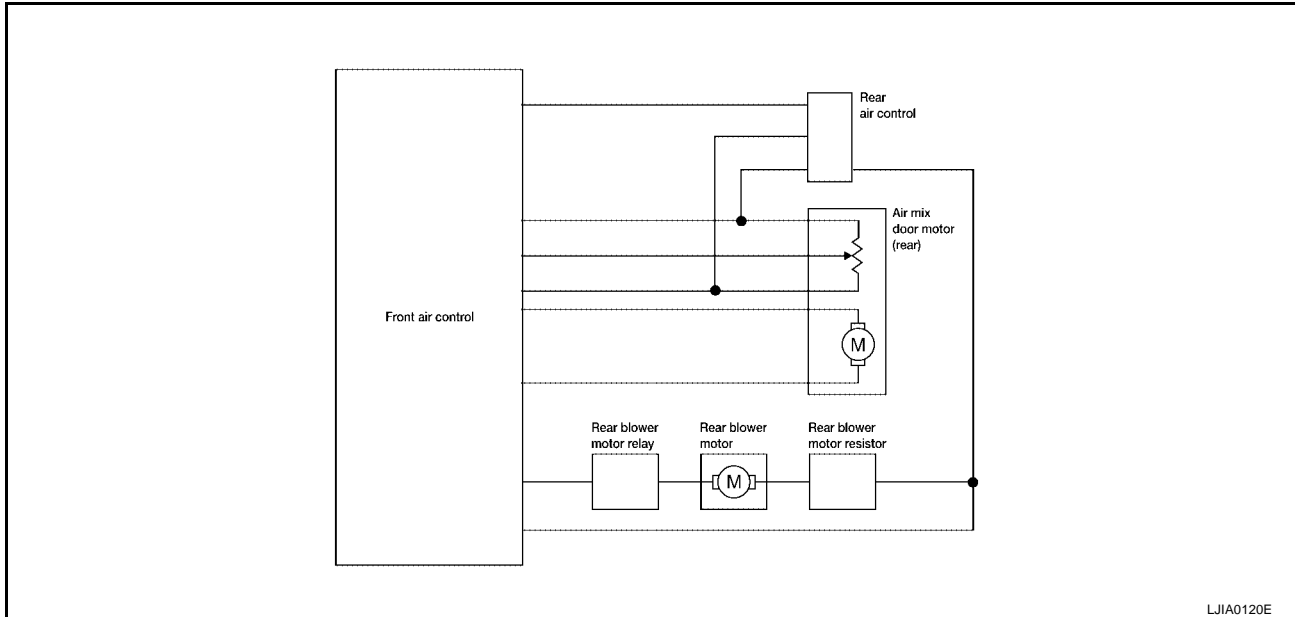 Rear
air control
Air mix
door motor
(rear)
Front air control
M
Rear blower
motor relay
Rear blower
motor
Rear blower
motor resistor
M
LJIA0120E